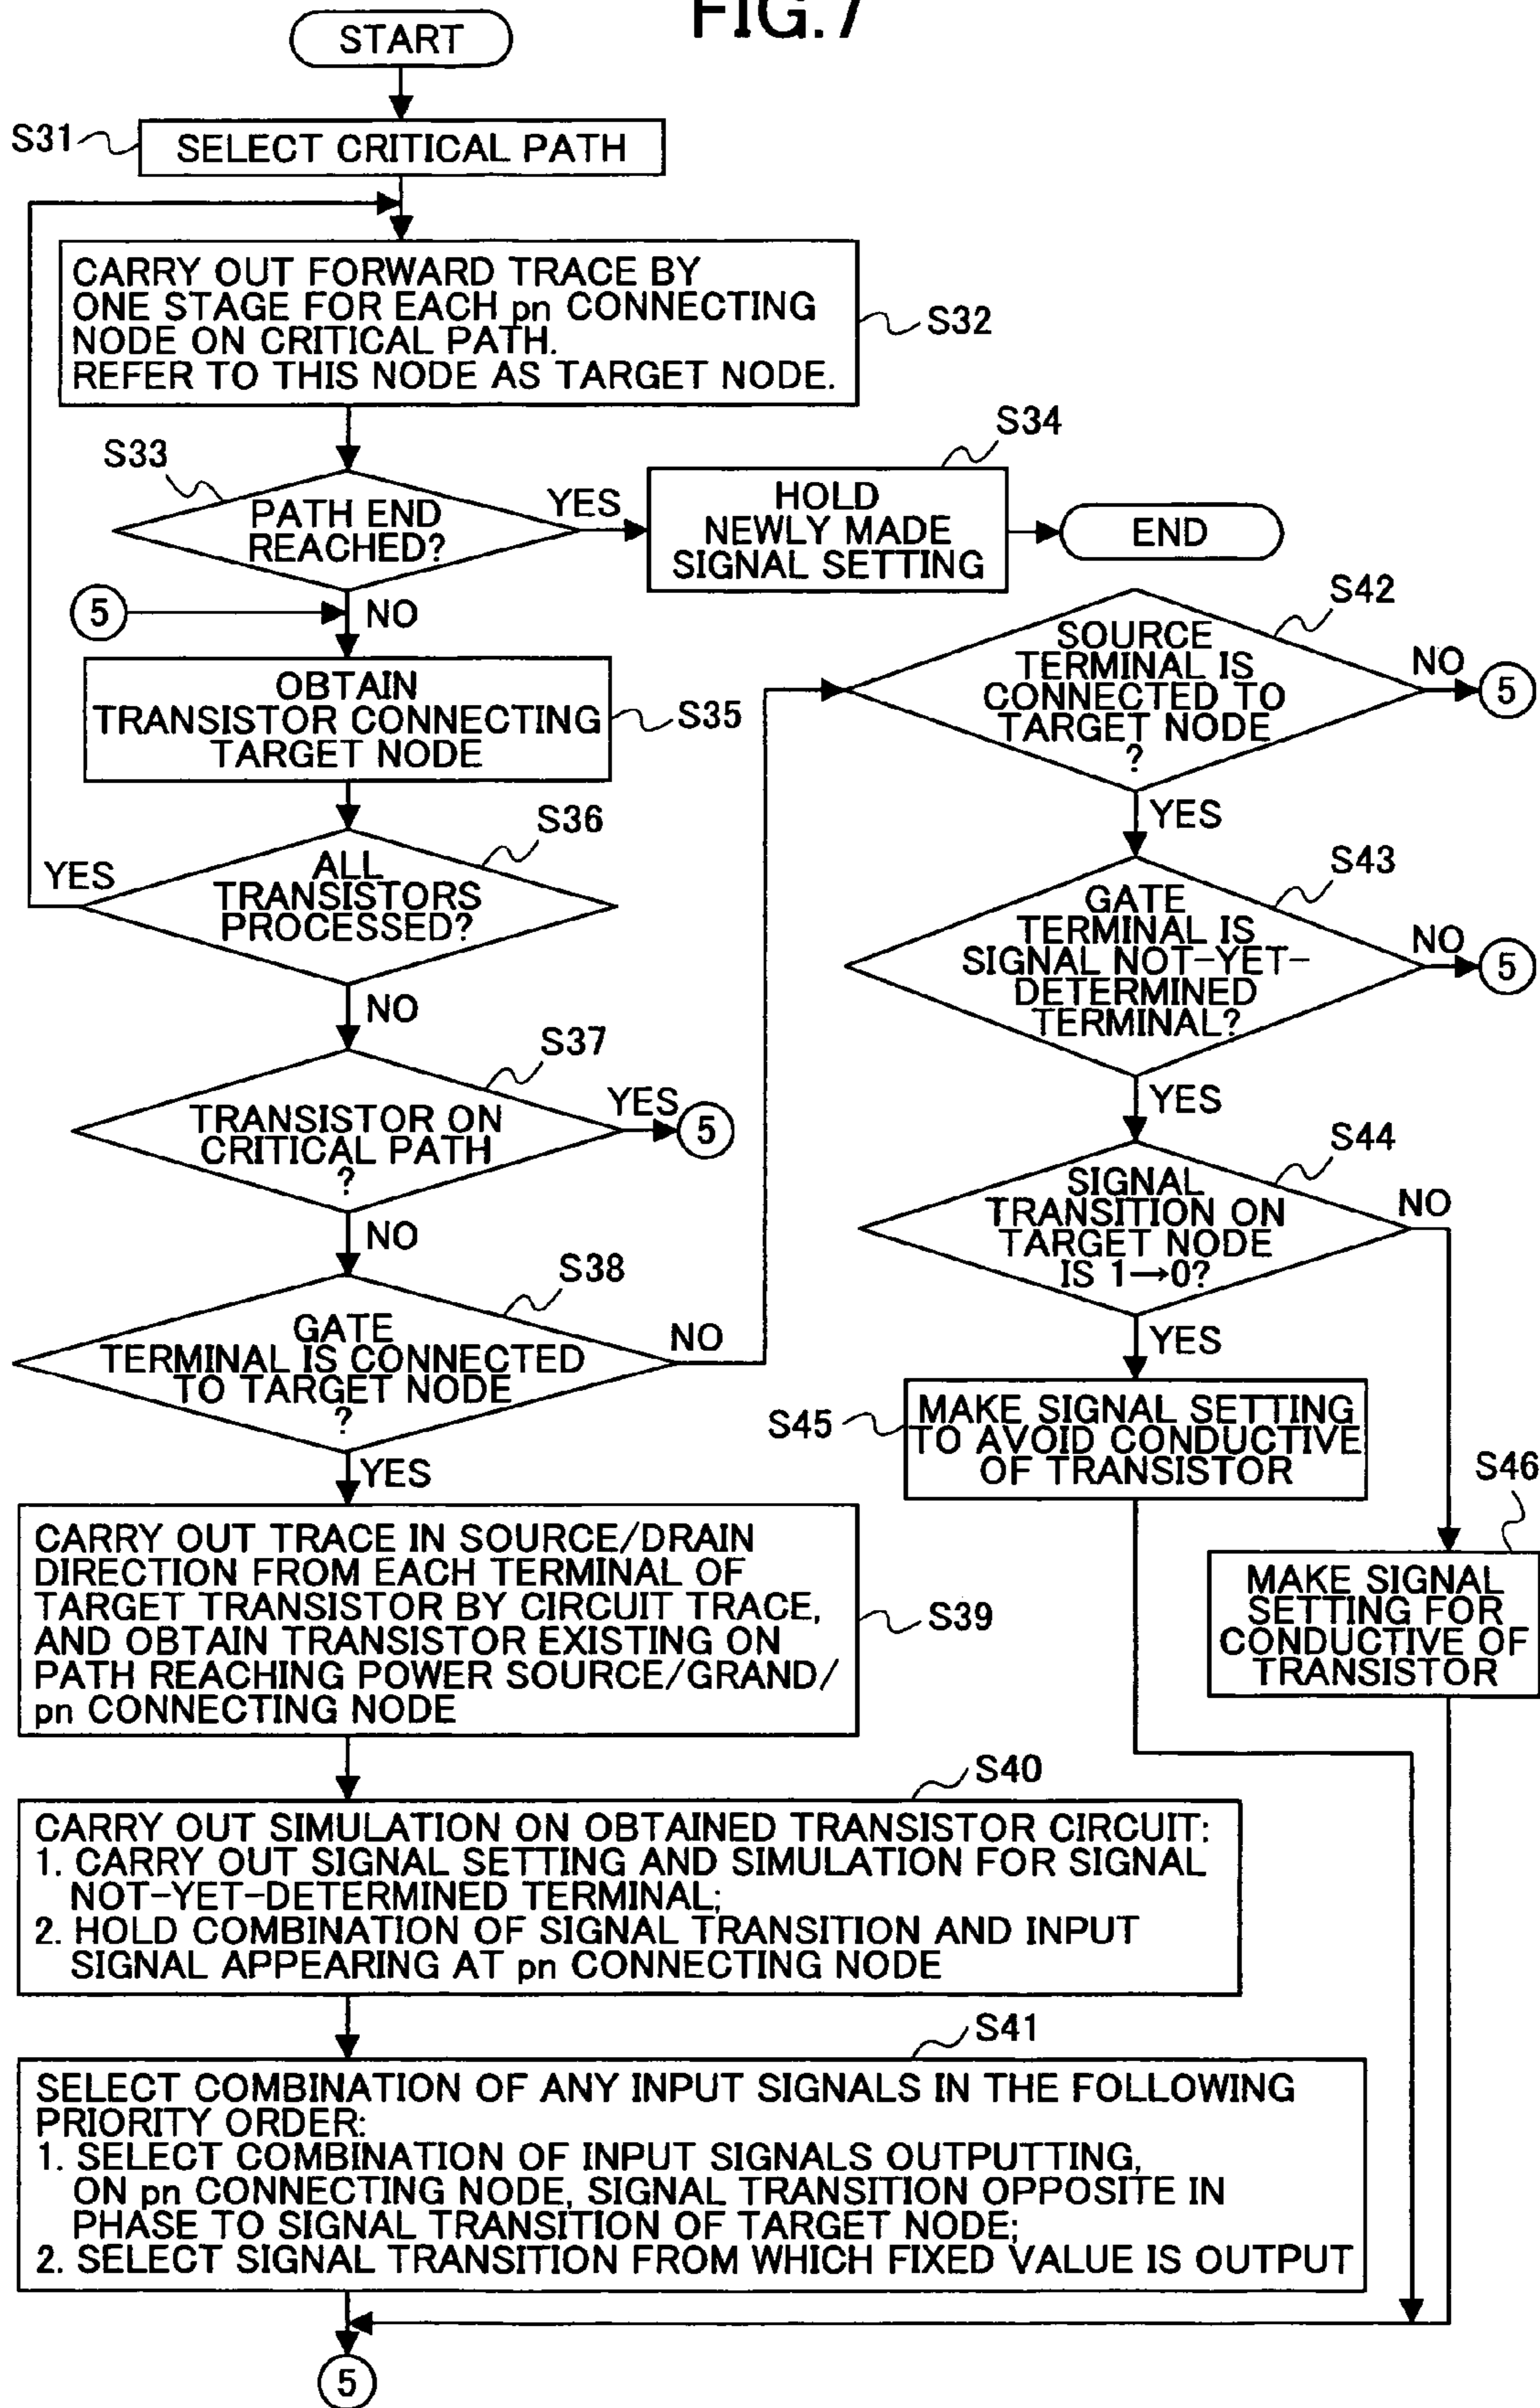 FIG.7
START
S31
SELECT CRITICAL PATH
CARRY OUT FORWARD TRACE BY
ONE STAGE FOR EACH pn CONNECTING
NODE ON CRITICAL PATH.
REFER TO THIS NODE AS TARGET NODE.
S32
S33
PATH END
REACHED?
YES
NO
S34
HOLD
NEWLY MADE
SIGNAL SETTING
END
5
OBTAIN
TRANSISTOR CONNECTING
TARGET NODE
S35
S36
ALL
TRANSISTORS
PROCESSED?
YES
NO
S37
TRANSISTOR ON
CRITICAL PATH
?
YES
5
NO
S38
GATE
TERMINAL IS CONNECTED
TO TARGET NODE
?
NO
YES
CARRY OUT TRACE IN SOURCE/DRAIN
DIRECTION FROM EACH TERMINAL OF
TARGET TRANSISTOR BY CIRCUIT TRACE,
AND OBTAIN TRANSISTOR EXISTING ON
PATH REACHING POWER SOURCE/GRAND/
pn CONNECTING NODE
S39
S40
CARRY OUT SIMULATION ON OBTAINED TRANSISTOR CIRCUIT:
1. CARRY OUT SIGNAL SETTING AND SIMULATION FOR SIGNAL
NOT-YET-DETERMINED TERMINAL;
2. HOLD COMBINATION OF SIGNAL TRANSITION AND INPUT
SIGNAL APPEARING AT pn CONNECTING NODE
S41
SELECT COMBINATION OF ANY INPUT SIGNALS IN THE FOLLOWING
PRIORITY ORDER:
1. SELECT COMBINATION OF INPUT SIGNALS OUTPUTTING,
ON pn CONNECTING NODE, SIGNAL TRANSITION OPPOSITE IN
PHASE TO SIGNAL TRANSITION OF TARGET NODE;
2. SELECT SIGNAL TRANSITION FROM WHICH FIXED VALUE IS OUTPUT
5
S42
SOURCE
TERMINAL IS
CONNECTED TO
TARGET NODE
?
NO
5
YES
S43
GATE
TERMINAL IS
SIGNAL NOT-YET-
DETERMINED
TERMINAL?
NO
5
YES
S44
SIGNAL
TRANSITION ON
TARGET NODE
IS 1→0?
NO
YES
S45
MAKE SIGNAL SETTING
TO AVOID CONDUCTIVE
OF TRANSISTOR
S46
MAKE SIGNAL
SETTING FOR
CONDUCTIVE OF
TRANSISTOR